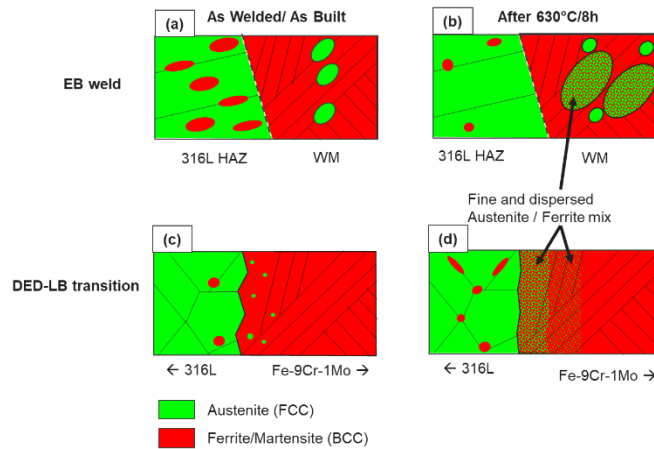 As Welded/ As Built
After 630°C/8h
EB weld
(a)
(b)
316L HAZ
WM
316L HAZ
WM
Fine and dispersed
Austenite / Ferrite mix
DED-LB transition
(c)
(d)
← 316L
Fe-9Cr-1Mo →
← 316L
Fe-9Cr-1Mo →
Austenite (FCC)
Ferrite/Martensite (BCC)